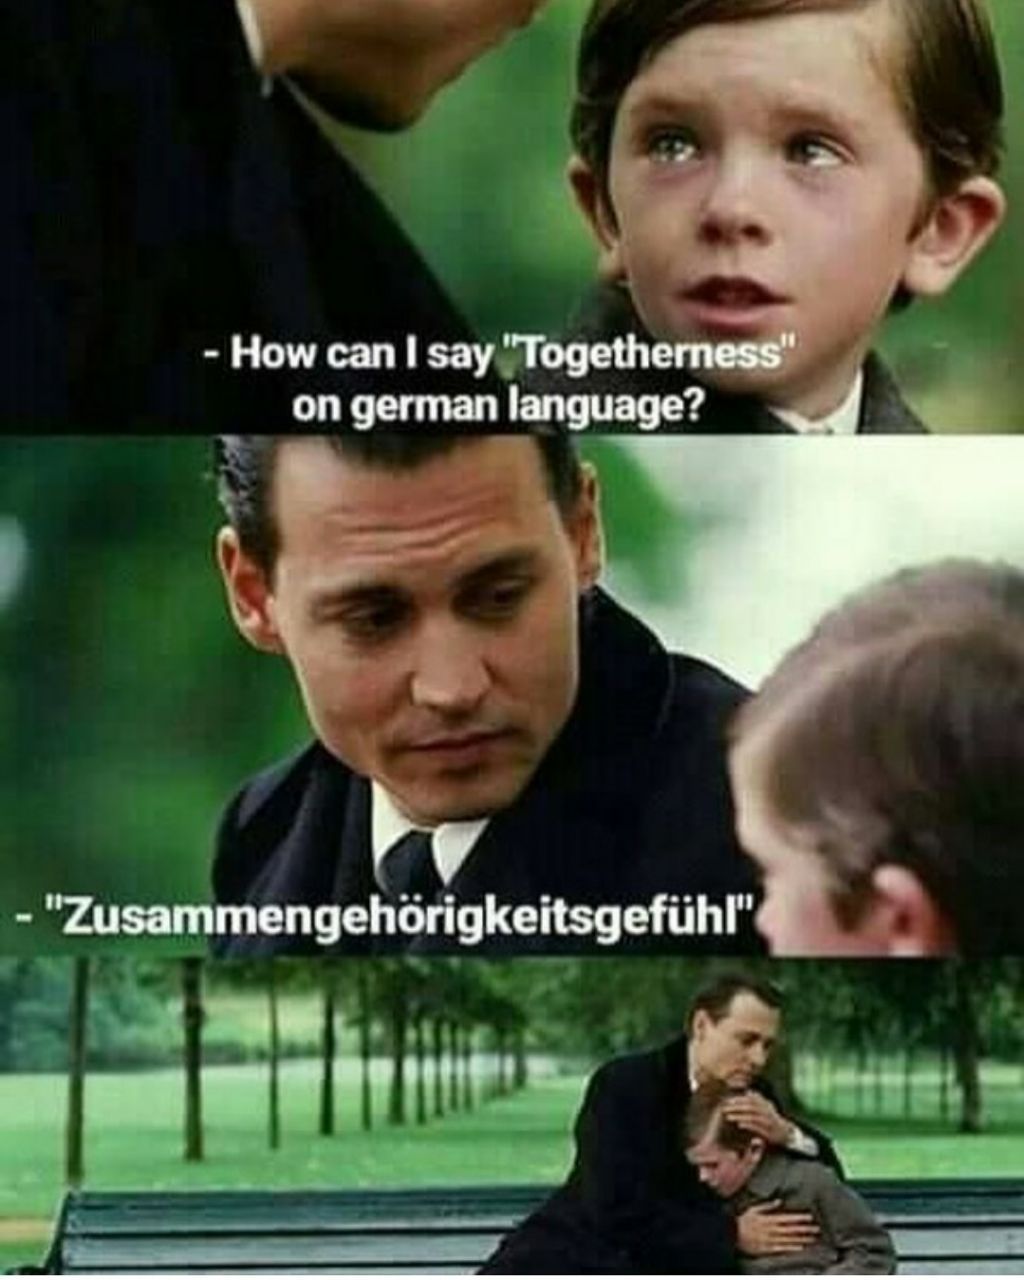 - How can I say "Togetherness"
on german language?
- "Zusammengehörigkeitsgefühl"